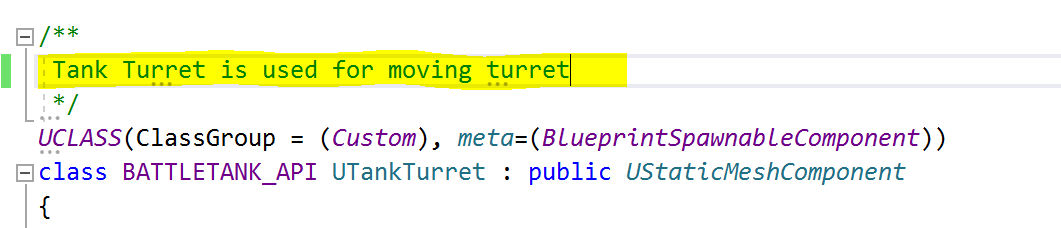 /**
Tank Turret is used for moving turret
*/
UCLASS(ClassGroup = (Custom), meta=(BlueprintSpawnableComponent))
class BATTLETANK_API UTankTurret : public UStaticMeshComponent
{